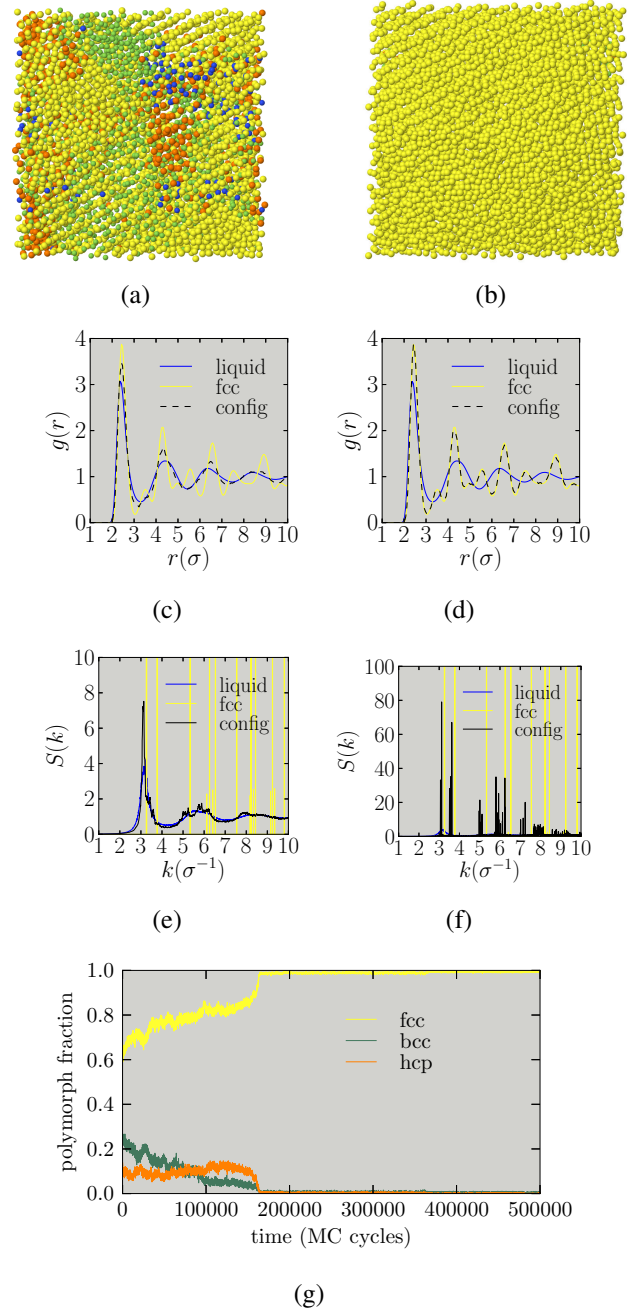 (a)
(b)
4
3
2
1
0
g(r)
liquid
fcc
config
1 2 3 4 5 6 7 8 9 10
r(σ)
(c)
4
3
2
1
0
g(r)
liquid
fcc
config
1 2 3 4 5 6 7 8 9 10
r(σ)
(d)
10
8
6
4
2
0
S(k)
liquid
fcc
config
1 2 3 4 5 6 7 8 9 10
k(σ⁻¹)
(e)
100
80
60
40
20
0
S(k)
liquid
fcc
config
1 2 3 4 5 6 7 8 9 10
k(σ⁻¹)
(f)
1.0
0.8
0.6
0.4
0.2
0.0
polymorph fraction
fcc
bcc
hcp
0 100000 200000 300000 400000 500000
time (MC cycles)
(g)